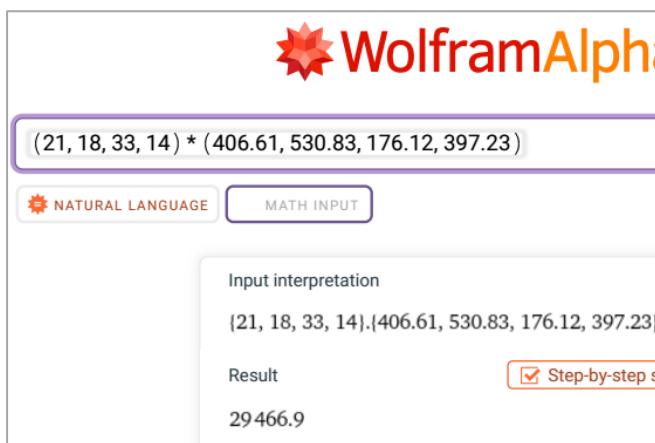 WolframAlpha
(21, 18, 33, 14) * (406.61, 530.83, 176.12, 397.23)
NATURAL LANGUAGE MATH INPUT
Input interpretation
{21, 18, 33, 14}.{406.61, 530.83, 176.12, 397.23}
Result Step-by-step s
29466.9